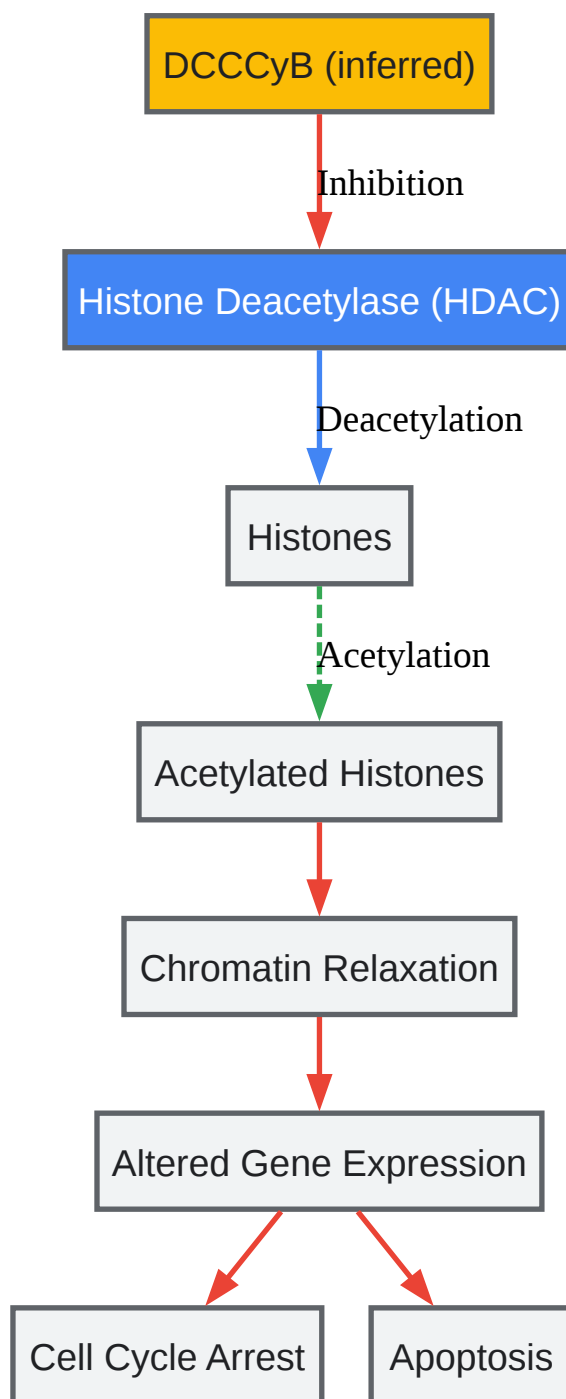 DCCCyB (inferred)
Inhibition
Histone Deacetylase (HDAC)
Deacetylation
Histones
Acetylation
Acetylated Histones
Chromatin Relaxation
Altered Gene Expression
Cell Cycle Arrest
Apoptosis